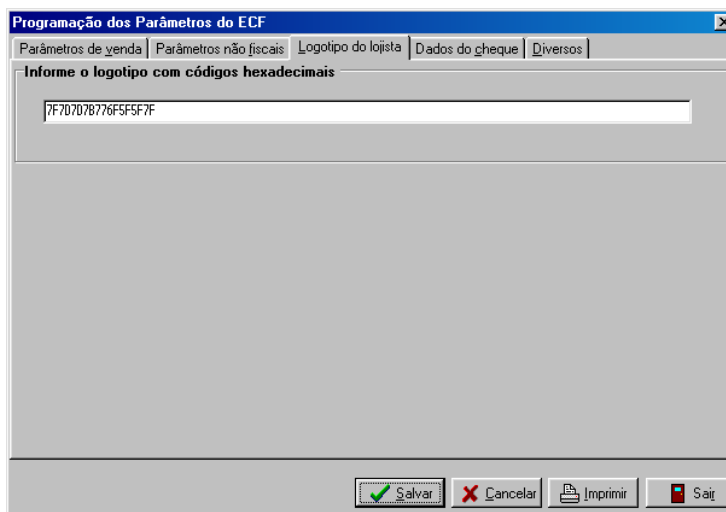 Programação dos Parâmetros do ECF
Parâmetros de venda Parâmetros não fiscais Logotipo do lojista Dados do cheque Diversos
Informe o logotipo com códigos hexadecimais
7F7D7D7B776F5F5F7F
Salvar Cancelar Imprimir Sair